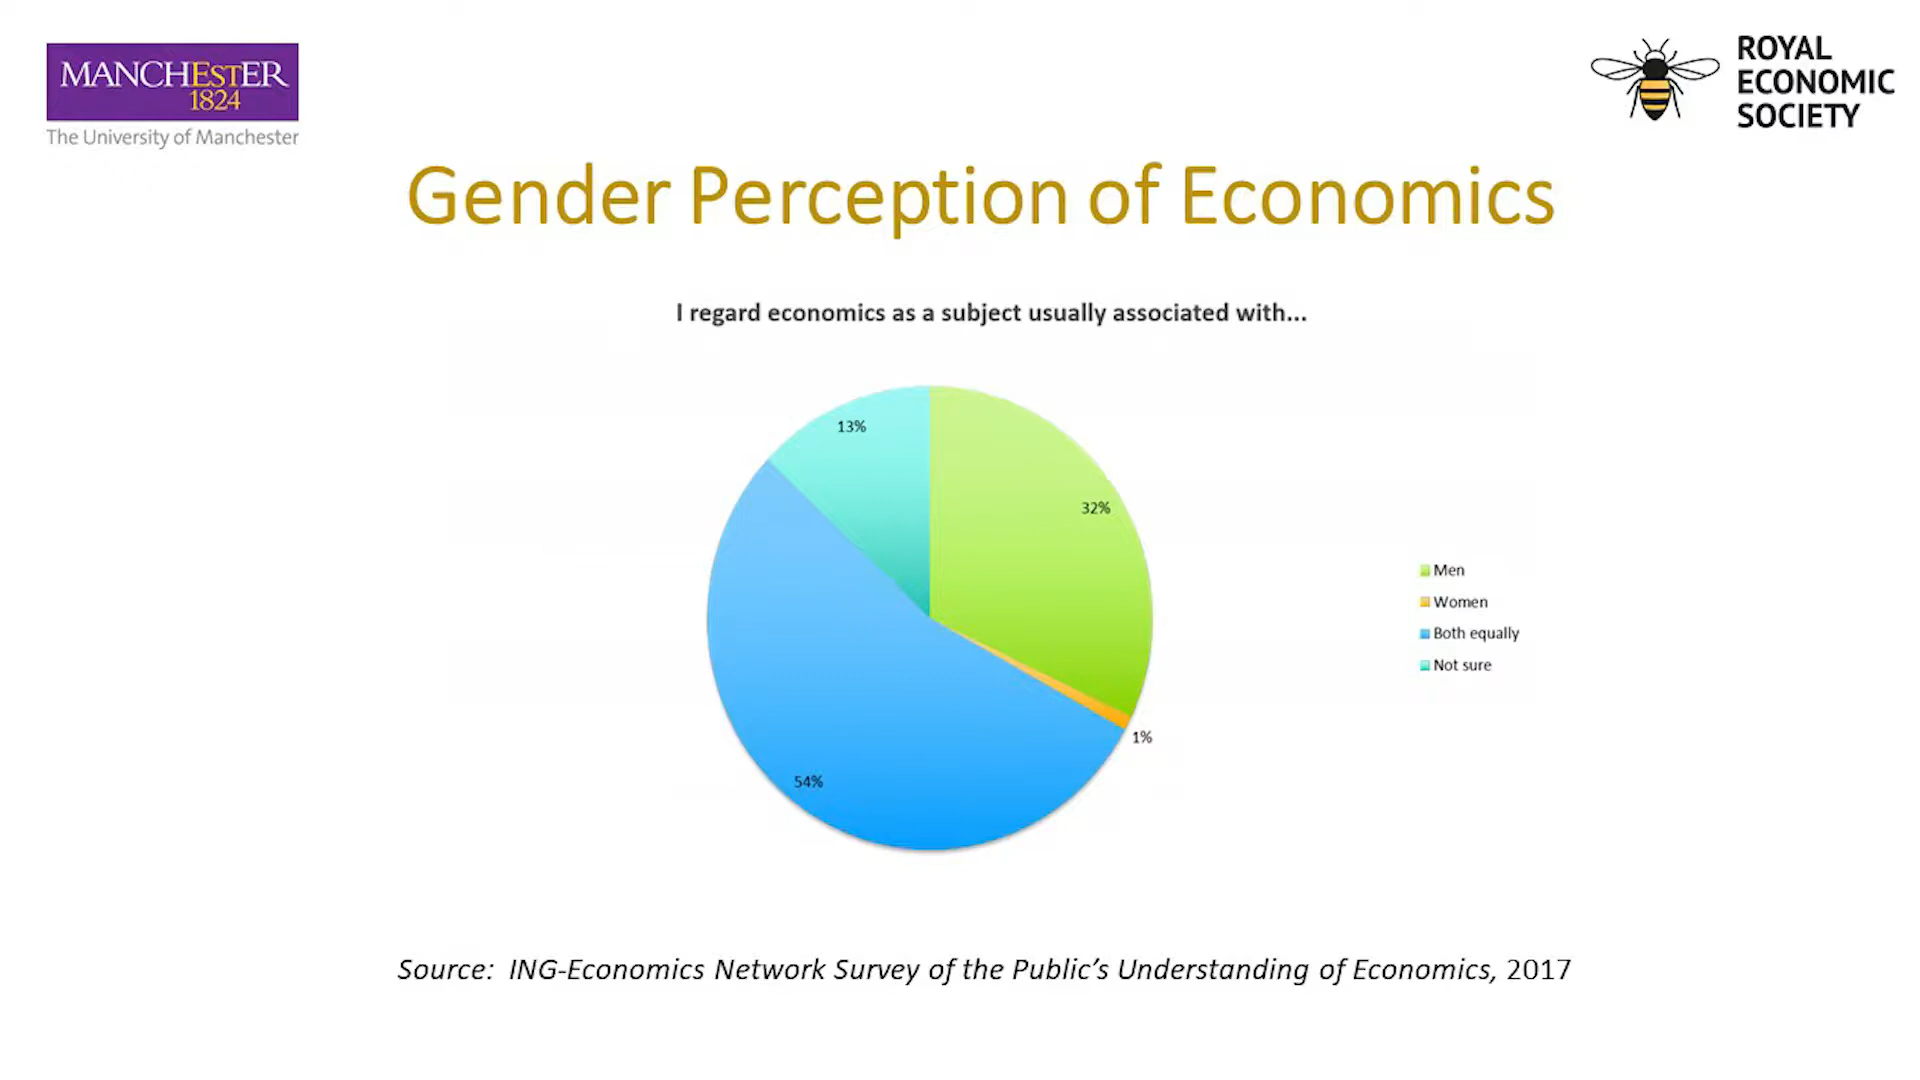 MANCHESTER
1824
The University of Manchester
ROYAL
ECONOMIC
SOCIETY
Gender Perception of Economics
I regard economics as a subject usually associated with...
13%
32%
1%
54%
Men
Women
Both equally
Not sure
Source: ING-Economics Network Survey of the Public’s Understanding of Economics, 2017